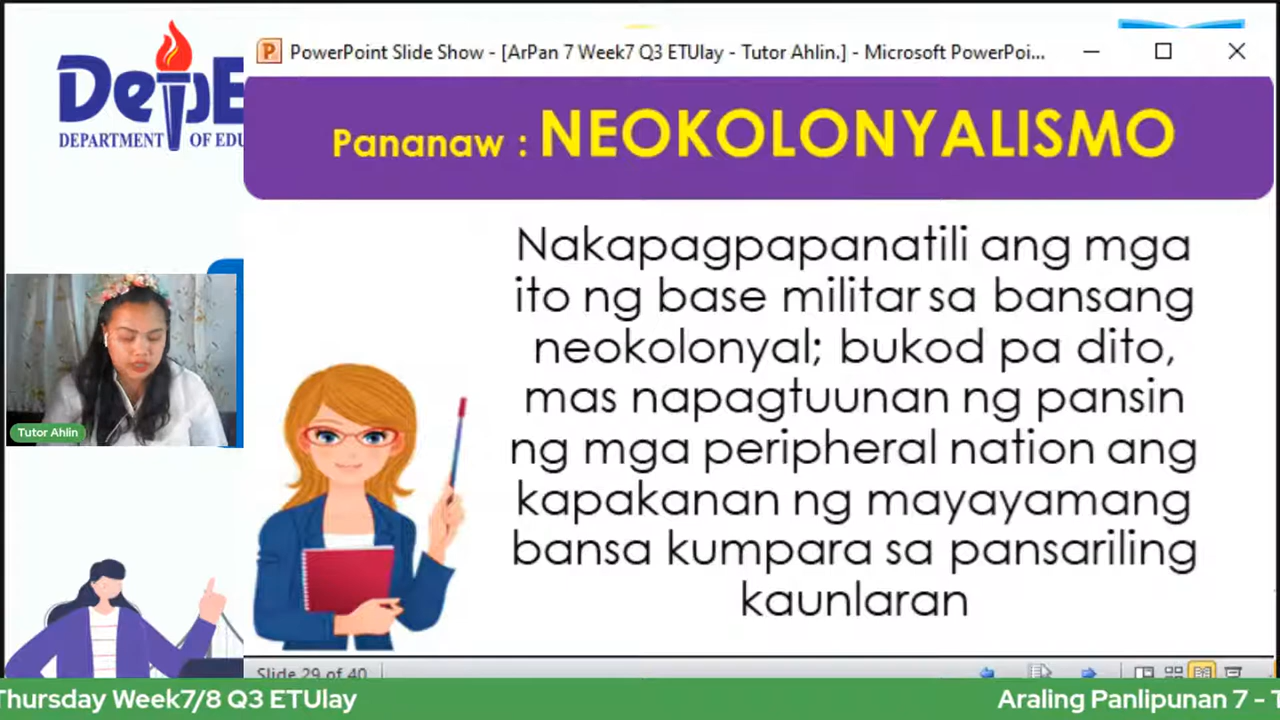 DepE
DEPARTMENT OF EDU
PowerPoint Slide Show - [ArPan 7 Week7 Q3 ETUlay - Tutor Ahlin.] - Microsoft PowerPoi...
Pananaw : NEOKOLONYALISMO
Nakapagpapanatili ang mga
ito ng base militar sa bansang
neokolonyal; bukod pa dito,
mas napagtuunan ng pansin
ng mga peripheral nation ang
kapakanan ng mayayamang
bansa kumpara sa pansariling
kaunlaran
Tutor Ahlin
Slide 29 of 40
Thursday Week7/8 Q3 ETUlay
Araling Panlipunan 7 -